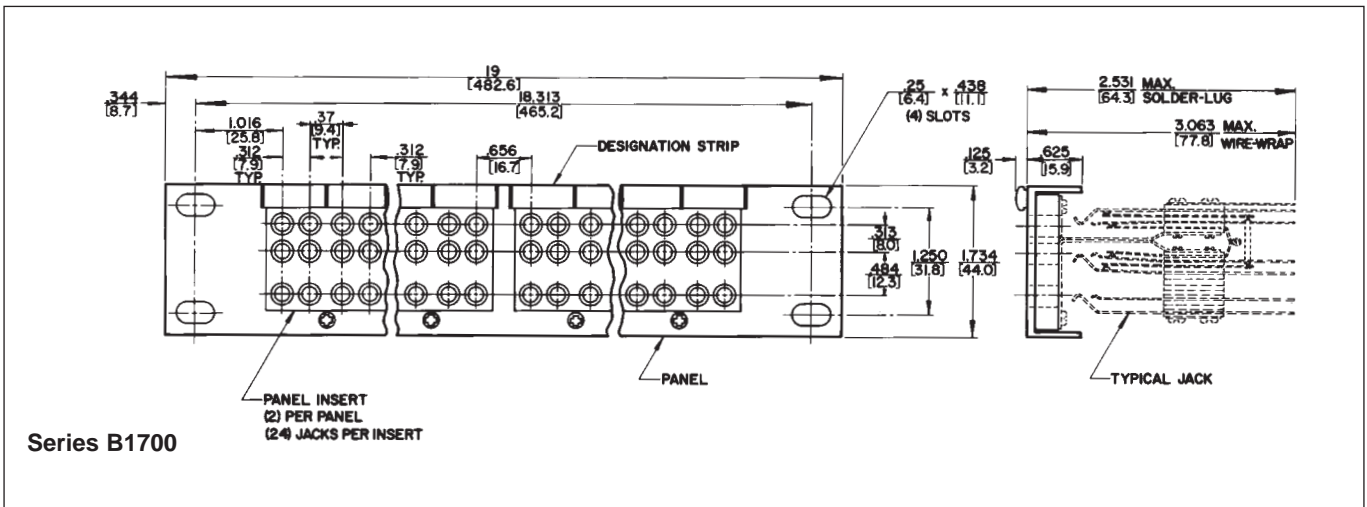 19
[482.6]
.344
[8.7]
18.313
[465.2]
.25 x .438
[6.4] [11.1]
(4) SLOTS
2.531 MAX.
[64.3] SOLDER-LUG
1.016
[25.8]
.37
[9.4]
TYP.
3.063 MAX.
[77.8] WIRE-WRAP
.312
[7.9]
TYP.
.312
[7.9]
TYP.
.656
[16.7]
DESIGNATION STRIP
.125
[3.2]
.625
[15.9]
.313
[8.0]
1.250
[31.8]
1.734
[44.0]
.484
[12.3]
PANEL
TYPICAL JACK
PANEL INSERT
(2) PER PANEL
(24) JACKS PER INSERT
Series B1700